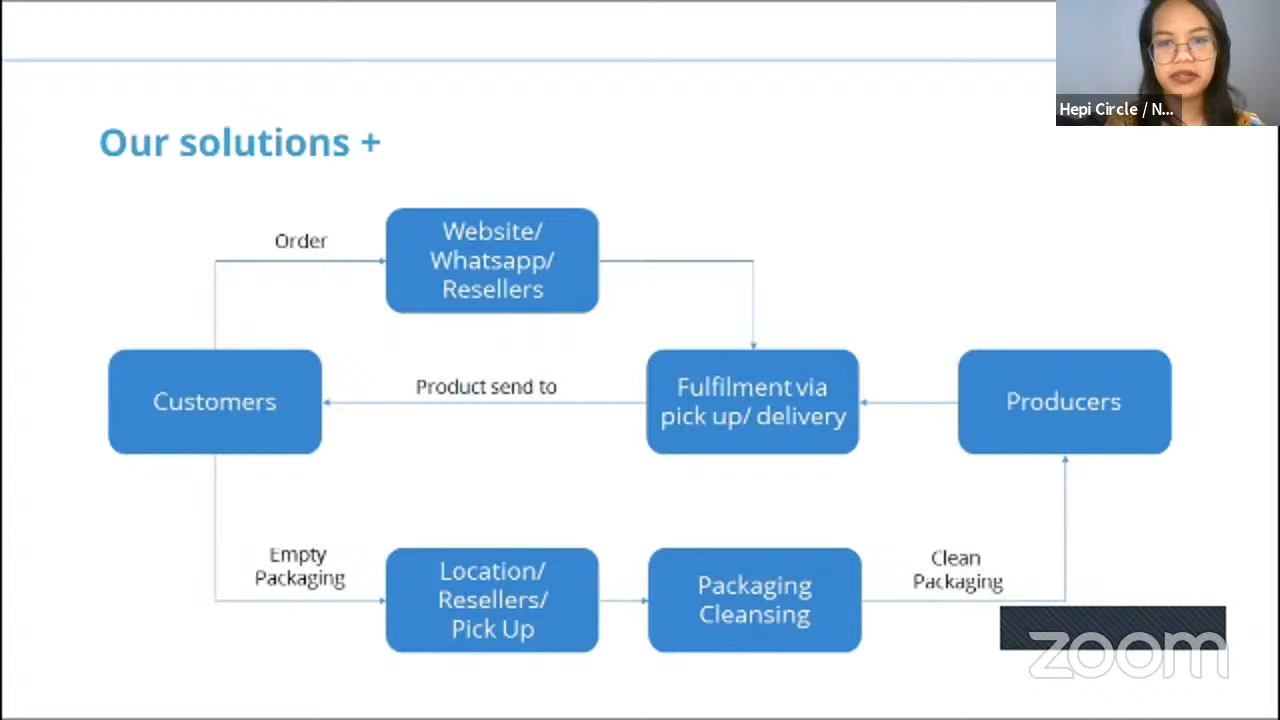 Hepi Circle / N...
Our solutions +
Order
Website/
Whatsapp/
Resellers
Customers
Product send to
Fulfilment via
pick up/ delivery
Producers
Empty
Packaging
Location/
Resellers/
Pick Up
Packaging
Cleansing
Clean
Packaging
zoom